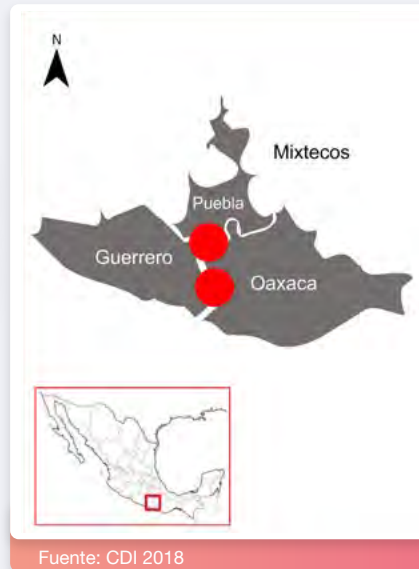 N
Mixtecos
Puebla
Guerrero
Oaxaca
Fuente: CDI 2018